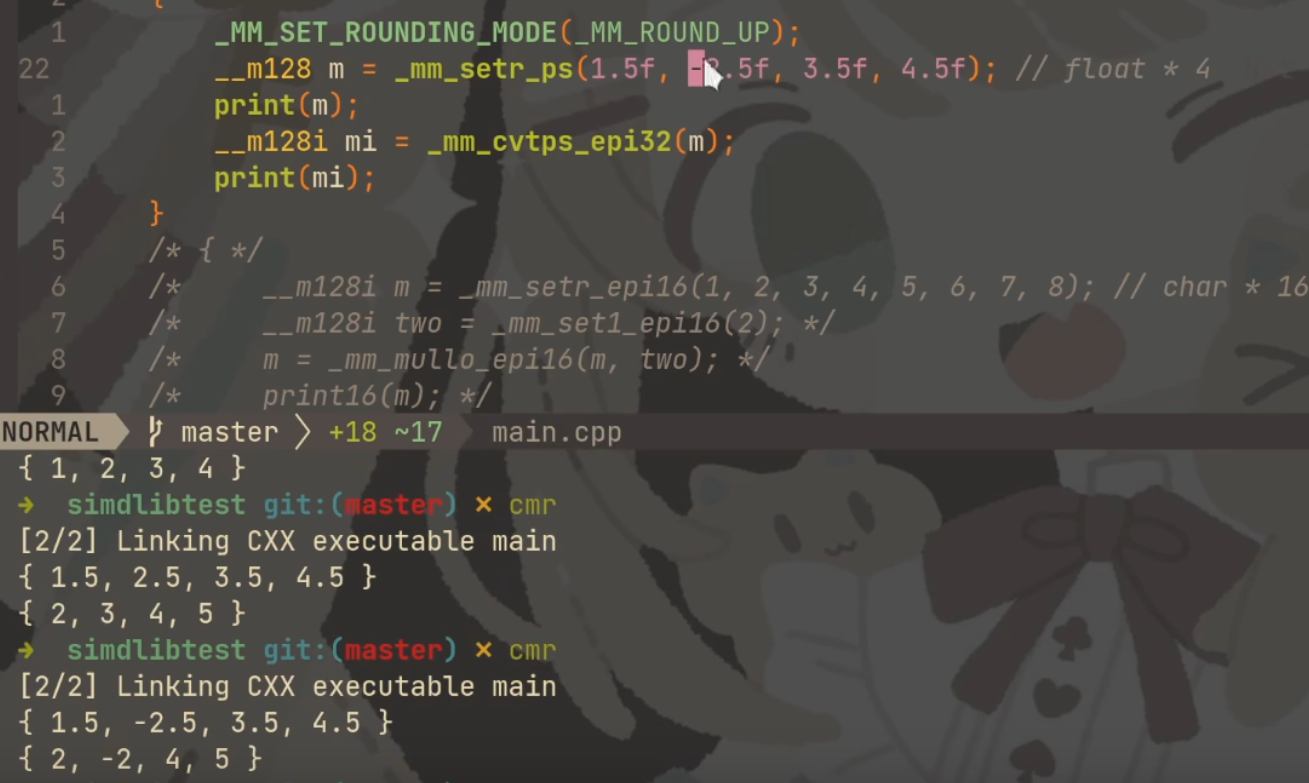 2 {
1 _MM_SET_ROUNDING_MODE(_MM_ROUND_UP);
22 __m128 m = _mm_setr_ps(1.5f, -2.5f, 3.5f, 4.5f); // float * 4
1 print(m);
2 __m128i mi = _mm_cvtps_epi32(m);
3 print(mi);
4 }
5 /* { */
6 /* __m128i m = _mm_setr_epi16(1, 2, 3, 4, 5, 6, 7, 8); // char * 16
7 /* __m128i two = _mm_set1_epi16(2); */
8 /* m = _mm_mullo_epi16(m, two); */
9 /* print16(m); */
NORMAL master +18 ~17 main.cpp
{ 1, 2, 3, 4 }
➜ simdlibtest git:(master) ✗ cmr
[2/2] Linking CXX executable main
{ 1.5, 2.5, 3.5, 4.5 }
{ 2, 3, 4, 5 }
➜ simdlibtest git:(master) ✗ cmr
[2/2] Linking CXX executable main
{ 1.5, -2.5, 3.5, 4.5 }
{ 2, -2, 4, 5 }